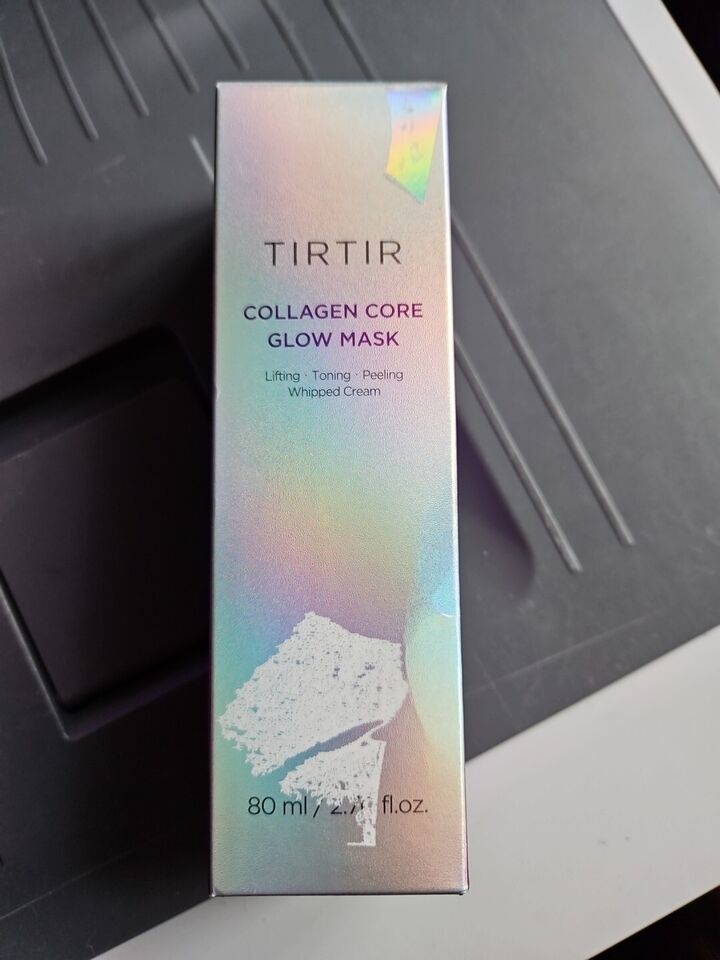 TIRTIR
COLLAGEN CORE
GLOW MASK
Lifting · Toning · Peeling
Whipped Cream
80 ml / fl.oz.